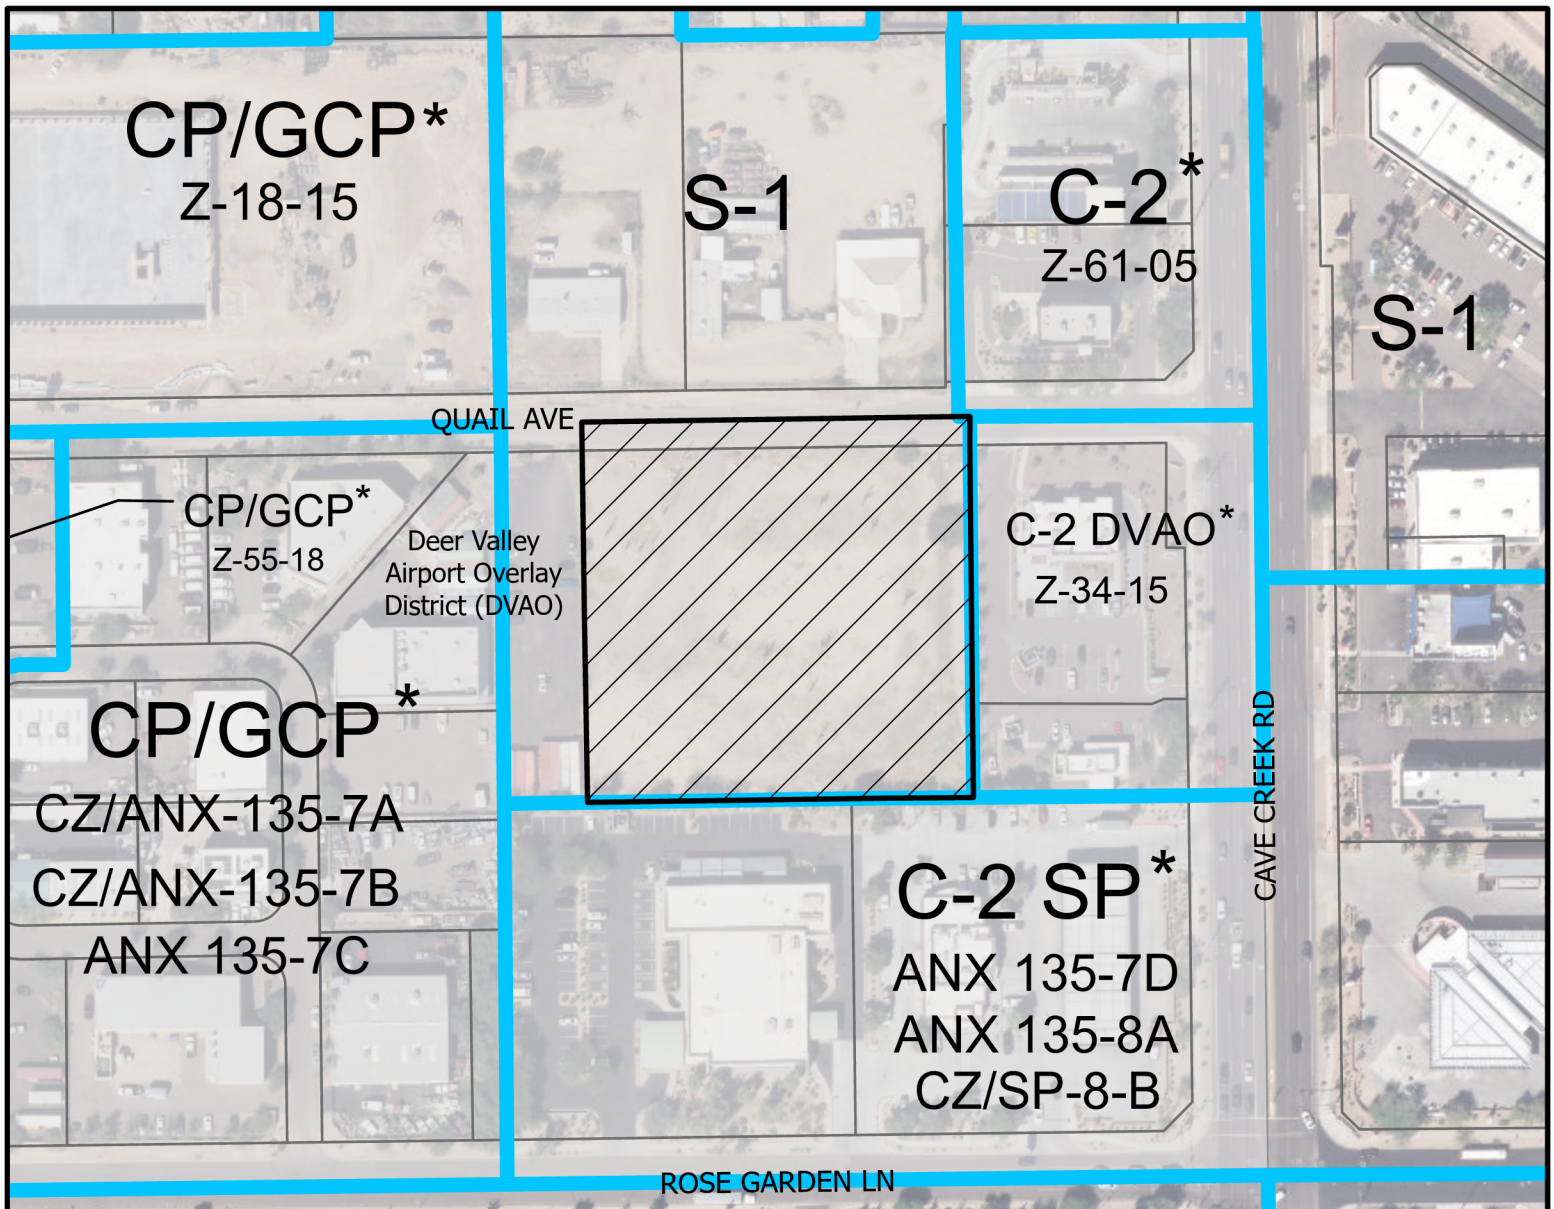 CP/GCP*
Z-18-15
S-1
C-2*
Z-61-05
S-1
QUAIL AVE
CP/GCP*
Z-55-18
Deer Valley
Airport Overlay
District (DVAO)
C-2 DVAO*
Z-34-15
CP/GCP*
CZ/ANX-135-7A
CZ/ANX-135-7B
ANX 135-7C
CAVE CREEK RD
C-2 SP*
ANX 135-7D
ANX 135-8A
CZ/SP-8-B
ROSE GARDEN LN